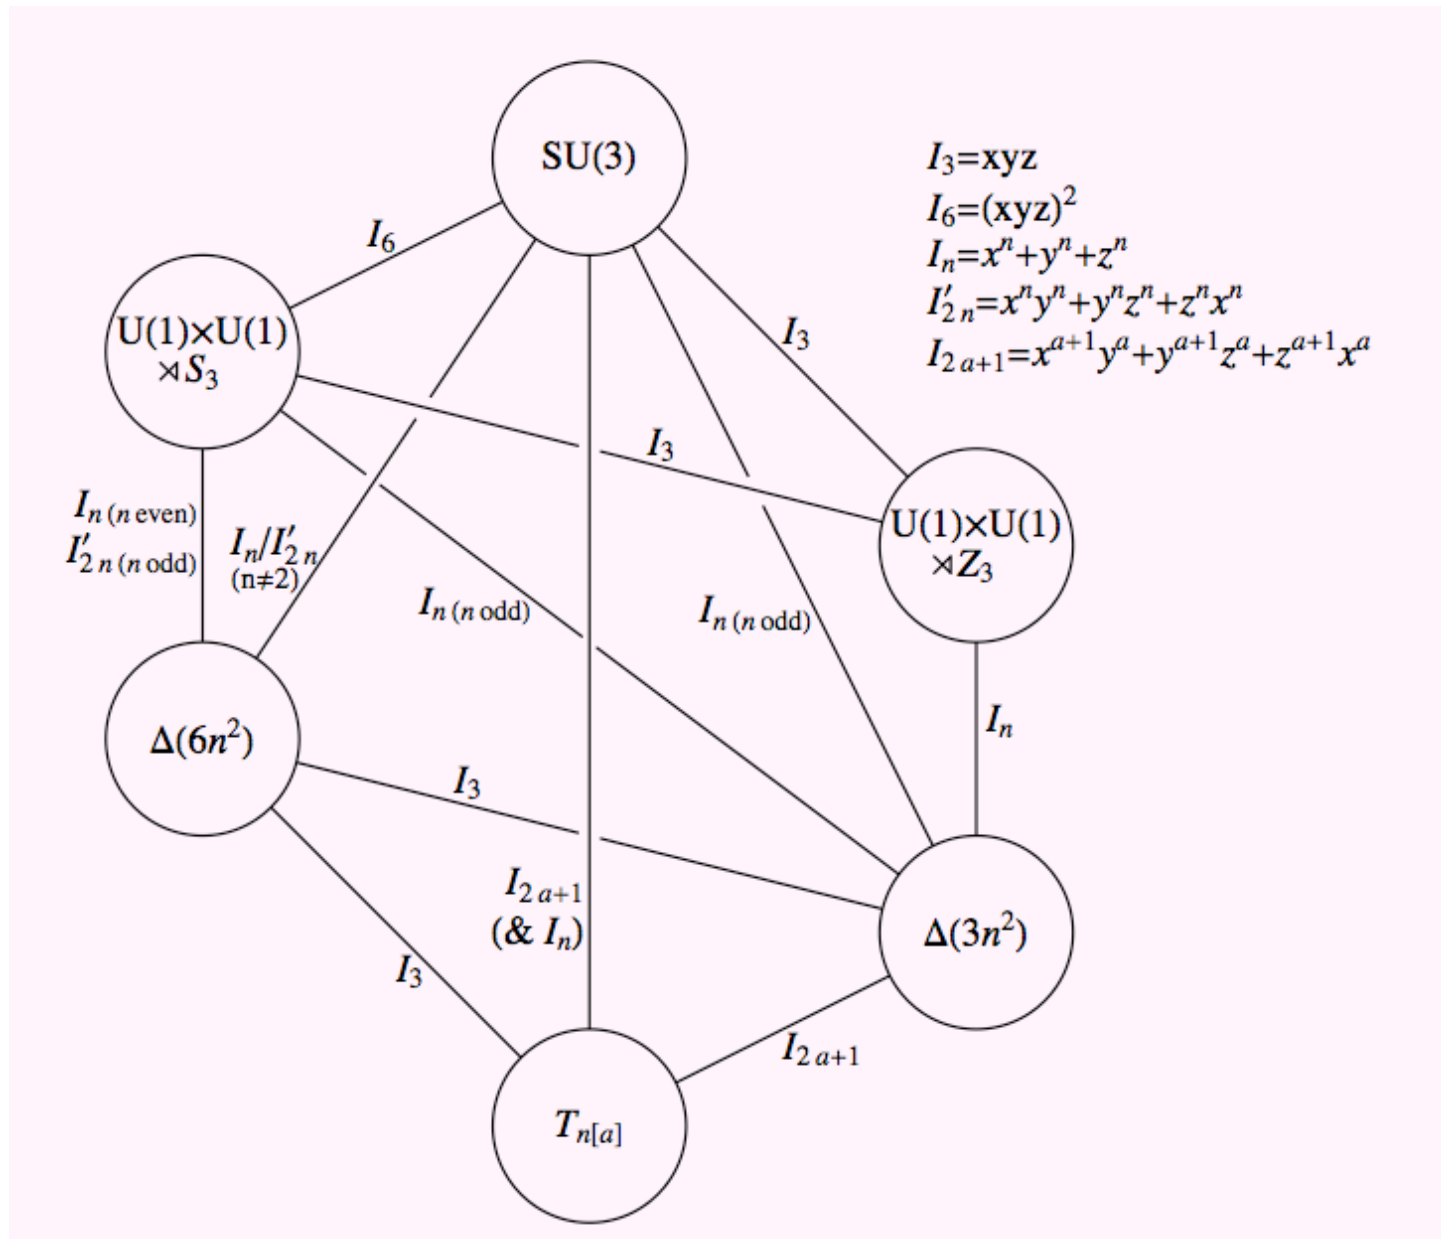 SU(3)
I₃=xyz
I₆=(xyz)²
Iₙ=xⁿ+yⁿ+zⁿ
I′₂ₙ=xⁿyⁿ+yⁿzⁿ+zⁿxⁿ
I₂ₐ₊₁=xᵃ⁺¹yᵃ+yᵃ⁺¹zᵃ+zᵃ⁺¹xᵃ
I₆
I₃
U(1)×U(1)
⋊S₃
I₃
Iₙ (n even)
I′₂ₙ (n odd)
Iₙ/I′₂ₙ
(n≠2)
Iₙ (n odd)
Iₙ (n odd)
U(1)×U(1)
⋊Z₃
Iₙ
Δ(6n²)
I₃
I₂ₐ₊₁
(& Iₙ)
Δ(3n²)
I₃
I₂ₐ₊₁
Tₙ[ₐ]